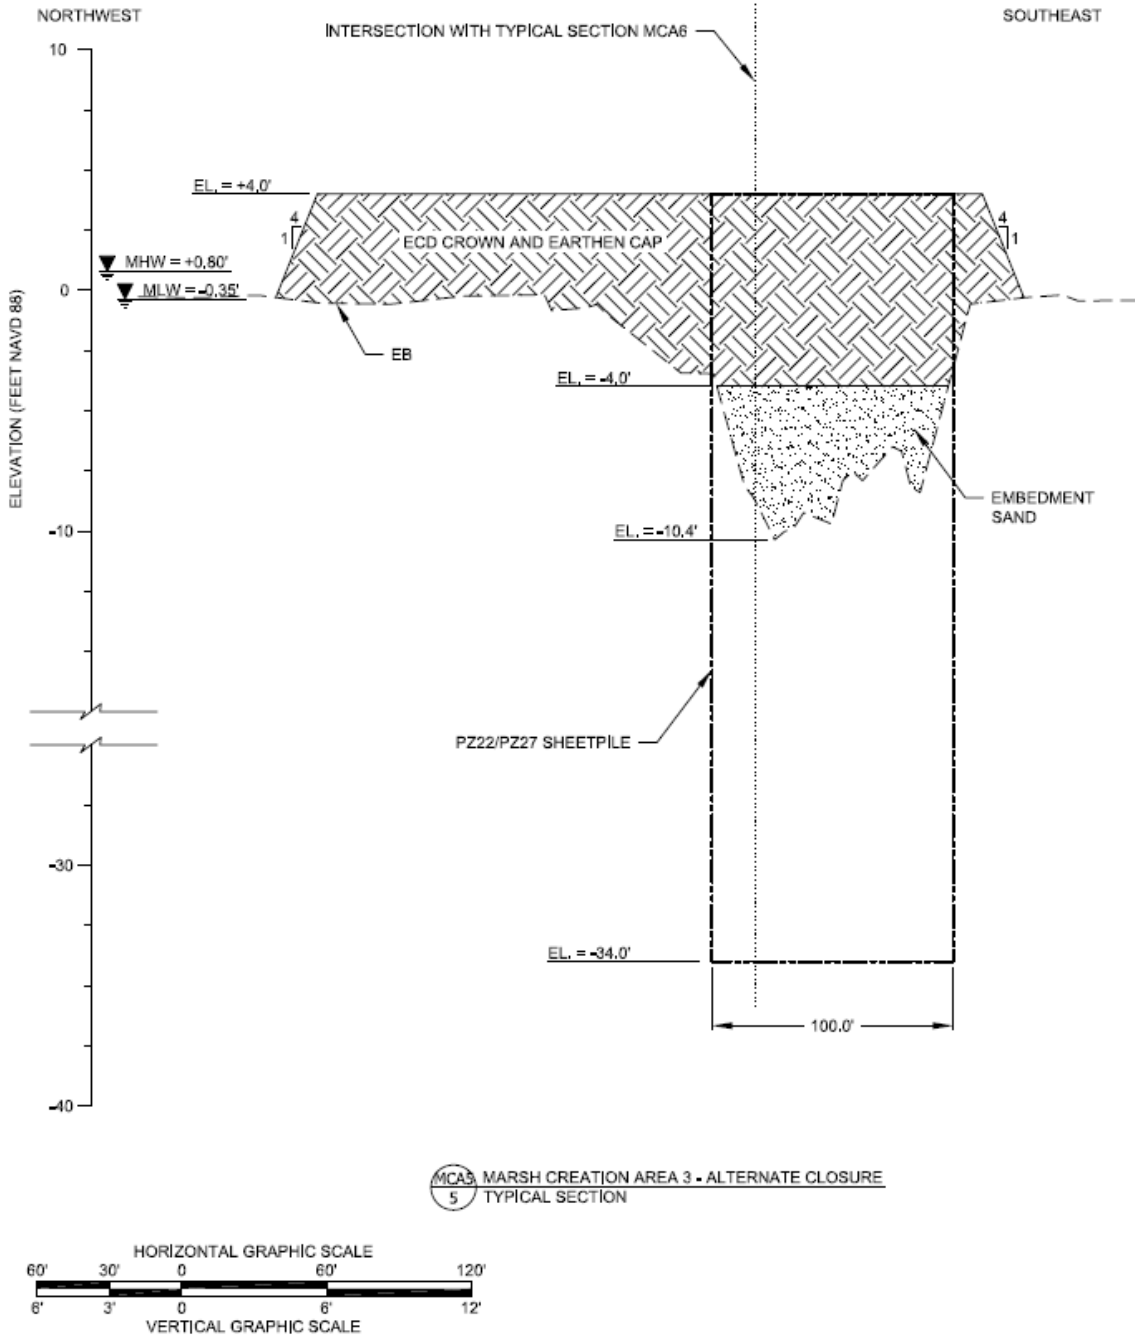 NORTHWEST
SOUTHEAST
INTERSECTION WITH TYPICAL SECTION MCA6
10
EL. = +4.0'
4
1
4
1
ECD CROWN AND EARTHEN CAP
MHW = +0.80'
0
MLW = -0.35'
EB
EL. = -4.0'
ELEVATION (FEET NAVD 88)
EMBEDMENT
SAND
-10
EL. = -10.4'
PZ22/PZ27 SHEETPILE
-30
EL. = -34.0'
100.0'
-40
MCA5
5
MARSH CREATION AREA 3 - ALTERNATE CLOSURE
TYPICAL SECTION
HORIZONTAL GRAPHIC SCALE
60' 30' 0 60' 120'
6' 3' 0 6' 12'
VERTICAL GRAPHIC SCALE